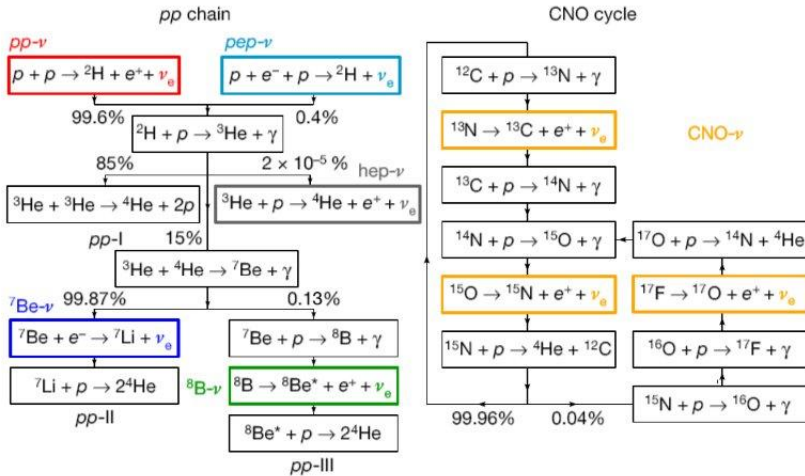 pp chain
pp-ν
pep-ν
p + p → ²H + e⁺ + νₑ
p + e⁻ + p → ²H + νₑ
99.6%
0.4%
²H + p → ³He + γ
85%
2 × 10⁻⁵ %
hep-ν
³He + ³He → ⁴He + 2p
³He + p → ⁴He + e⁺ + νₑ
pp-I
15%
³He + ⁴He → ⁷Be + γ
⁷Be-ν
99.87%
0.13%
⁷Be + e⁻ → ⁷Li + νₑ
⁷Be + p → ⁸B + γ
⁷Li + p → 2⁴He
⁸B-ν
⁸B → ⁸Be* + e⁺ + νₑ
pp-II
⁸Be* + p → 2⁴He
pp-III
CNO cycle
¹²C + p → ¹³N + γ
¹³N → ¹³C + e⁺ + νₑ
CNO-ν
¹³C + p → ¹⁴N + γ
¹⁴N + p → ¹⁵O + γ
¹⁷O + p → ¹⁴N + ⁴He
¹⁵O → ¹⁵N + e⁺ + νₑ
¹⁷F → ¹⁷O + e⁺ + νₑ
¹⁵N + p → ⁴He + ¹²C
¹⁶O + p → ¹⁷F + γ
99.96%
0.04%
¹⁵N + p → ¹⁶O + γ